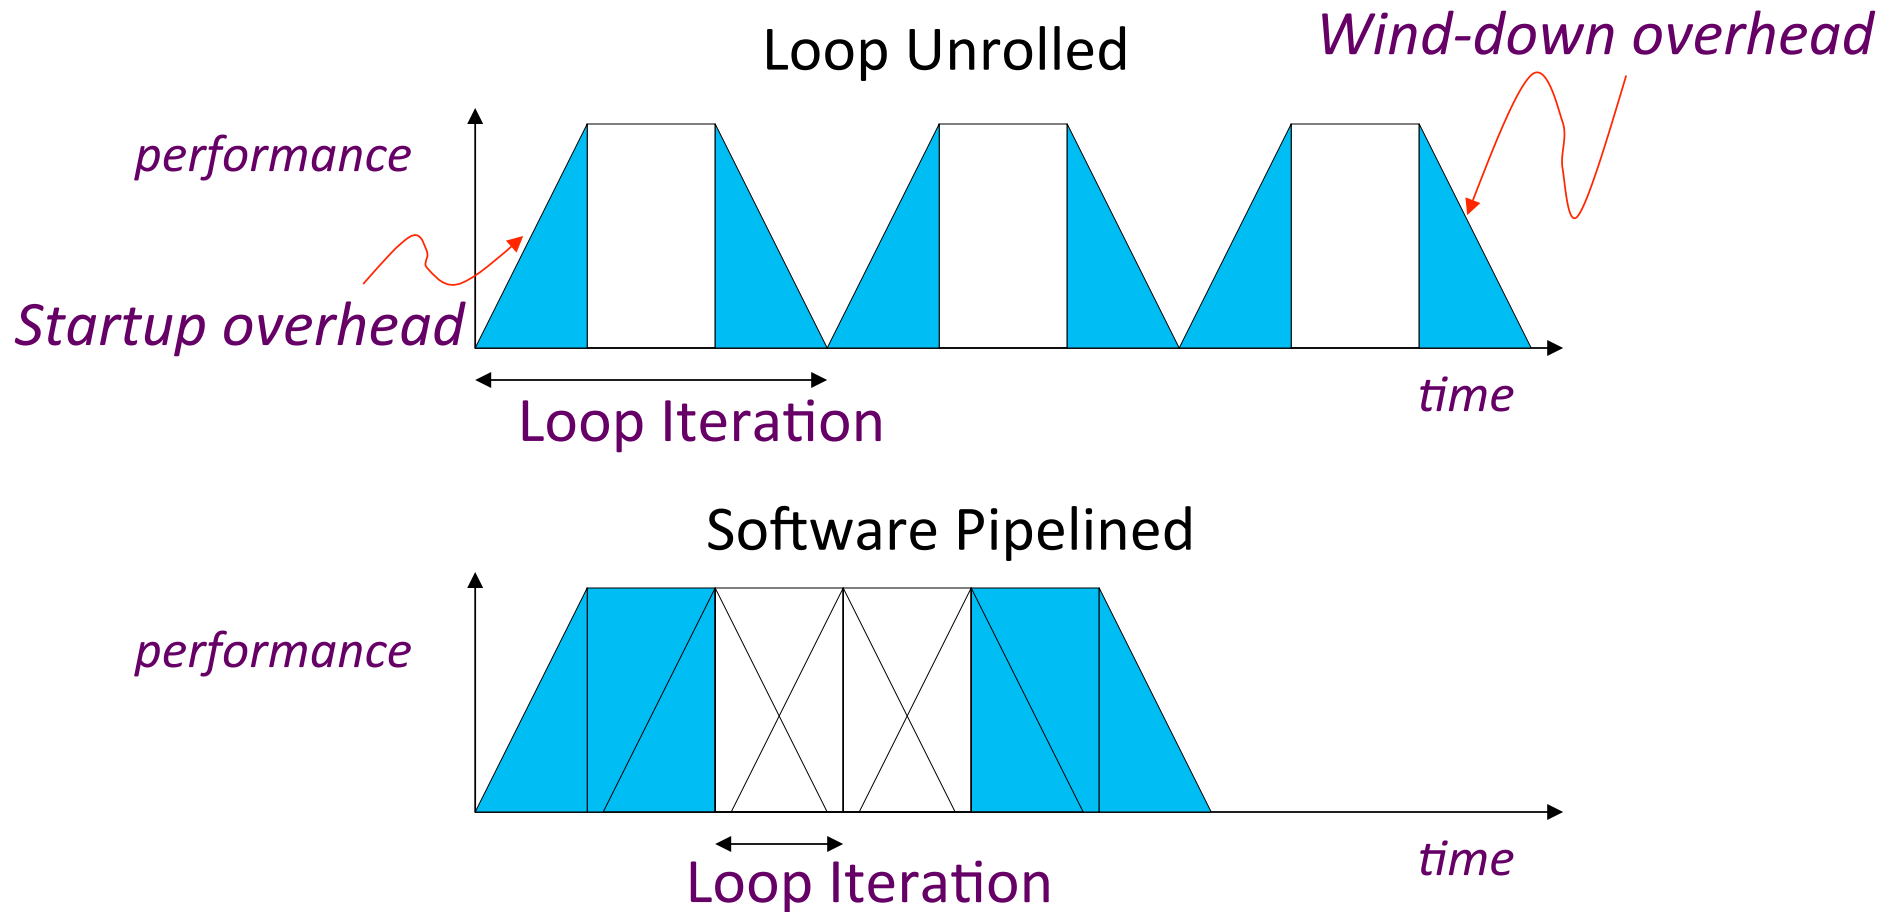 Loop Unrolled
Wind-down overhead
performance
Startup overhead
time
Loop Iteration
Software Pipelined
performance
time
Loop Iteration